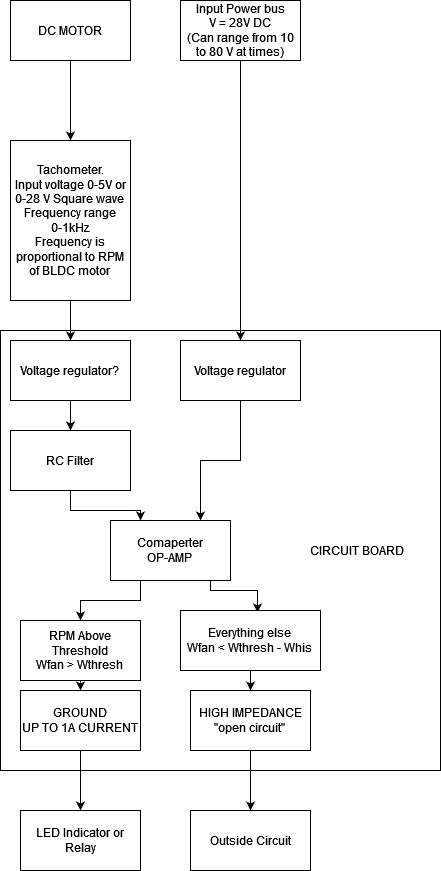 DC MOTOR
Input Power bus
V = 28V DC
(Can range from 10
to 80 V at times)
Tachometer.
Input voltage 0-5V or
0-28 V Square wave
Frequency range
0-1kHz
Frequency is
proportional to RPM
of BLDC motor
Voltage regulator?
Voltage regulator
RC Filter
Comaperter
OP-AMP
CIRCUIT BOARD
RPM Above
Threshold
Wfan > Wthresh
Everything else
Wfan < Wthresh - Whis
GROUND
UP TO 1A CURRENT
HIGH IMPEDANCE
"open circuit"
LED Indicator or
Relay
Outside Circuit